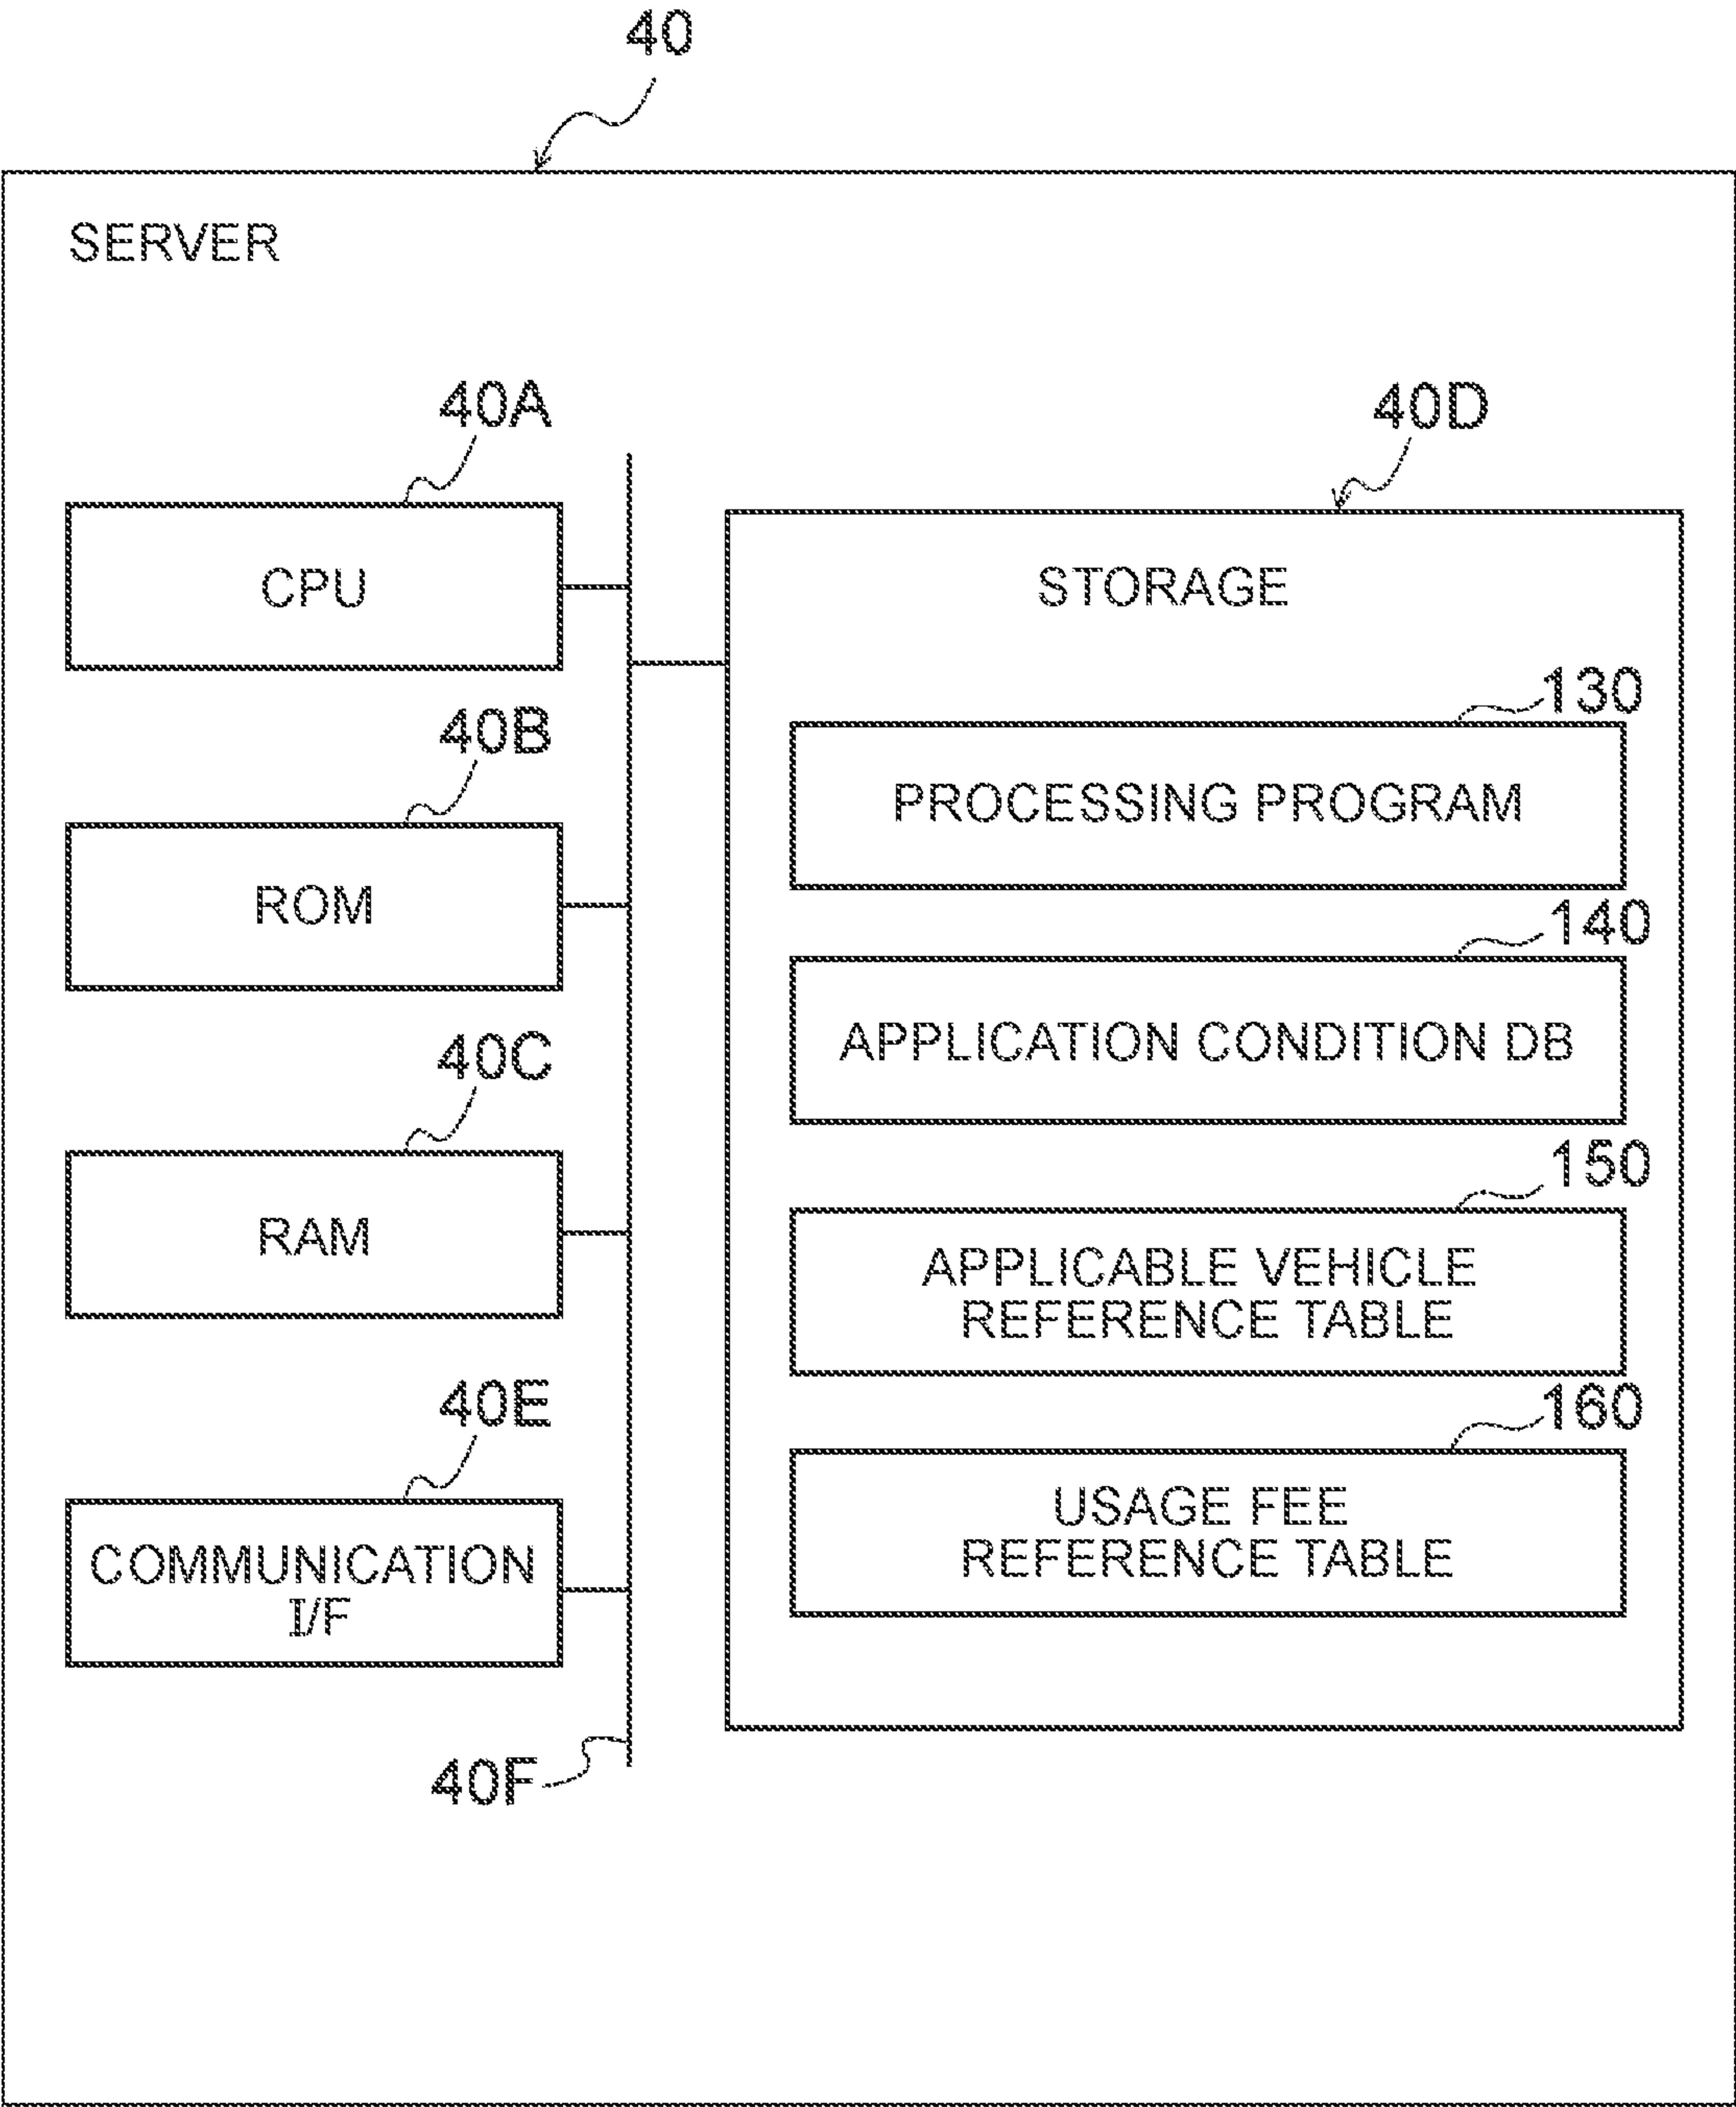 40
SERVER
40A
CPU
40B
ROM
40C
RAM
40E
COMMUNICATION
I/F
40F
40D
STORAGE
130
PROCESSING PROGRAM
140
APPLICATION CONDITION DB
150
APPLICABLE VEHICLE
REFERENCE TABLE
160
USAGE FEE
REFERENCE TABLE